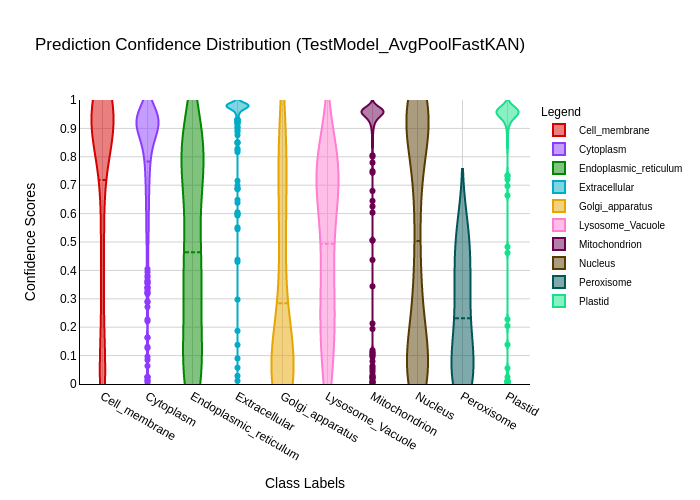 Prediction Confidence Distribution (TestModel_AvgPoolFastKAN)
1
0.9
0.8
0.7
0.6
0.5
0.4
0.3
0.2
0.1
0
Confidence Scores
Cell_membrane
Cytoplasm
Endoplasmic_reticulum
Extracellular
Golgi_apparatus
Lysosome_Vacuole
Mitochondrion
Nucleus
Peroxisome
Plastid
Class Labels
Legend
Cell_membrane
Cytoplasm
Endoplasmic_reticulum
Extracellular
Golgi_apparatus
Lysosome_Vacuole
Mitochondrion
Nucleus
Peroxisome
Plastid